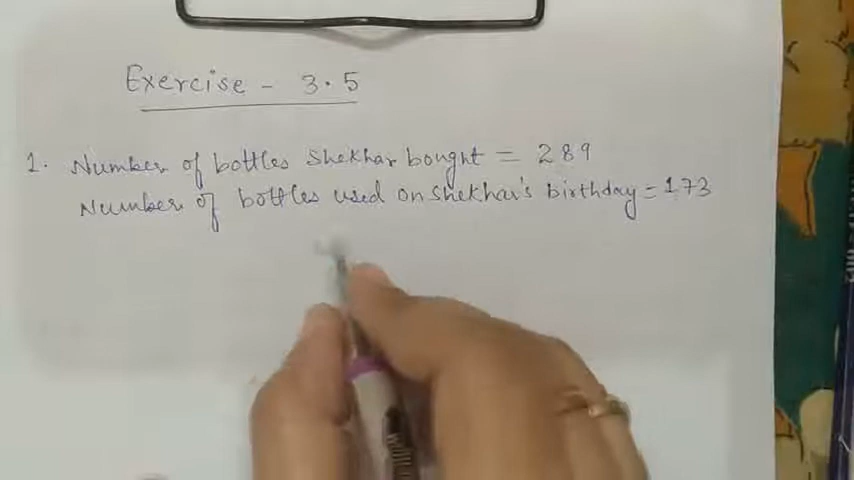 Exercise - 3.5
1. Number of bottles Shekhar bought = 289
Number of bottles used on Shekhar's birthday = 173